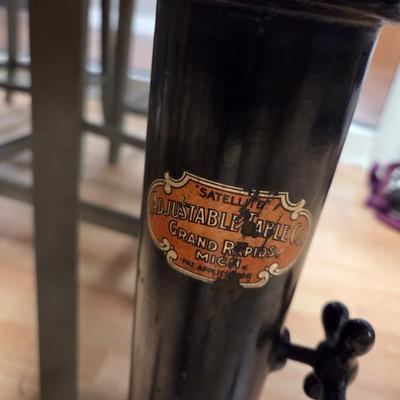 "SATELLITE"
ADJUSTABLE TABLE CO.
GRAND RAPIDS,
MICH.
PAT. APPLIED FOR